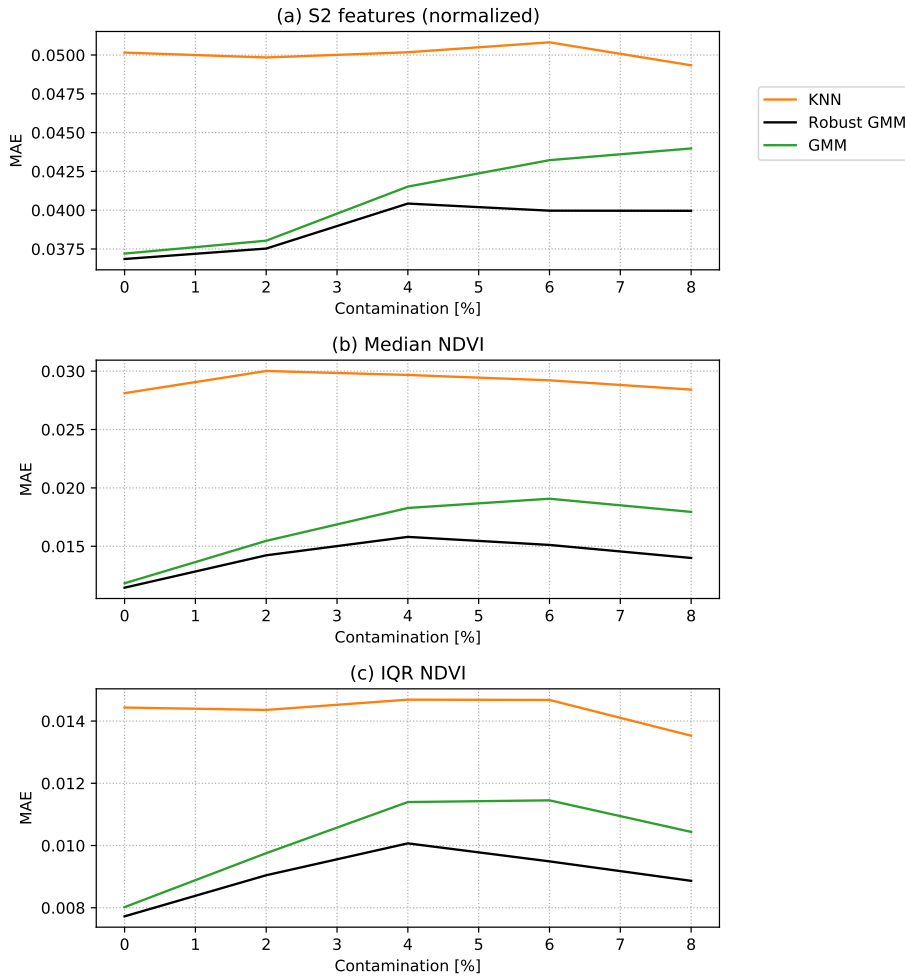 (a) S2 features (normalized)
0.0500
0.0475
0.0450
0.0425
0.0400
0.0375
MAE
0 1 2 3 4 5 6 7 8
Contamination [%]
KNN
Robust GMM
GMM
(b) Median NDVI
0.030
0.025
0.020
0.015
MAE
0 1 2 3 4 5 6 7 8
Contamination [%]
(c) IQR NDVI
0.014
0.012
0.010
0.008
MAE
0 1 2 3 4 5 6 7 8
Contamination [%]